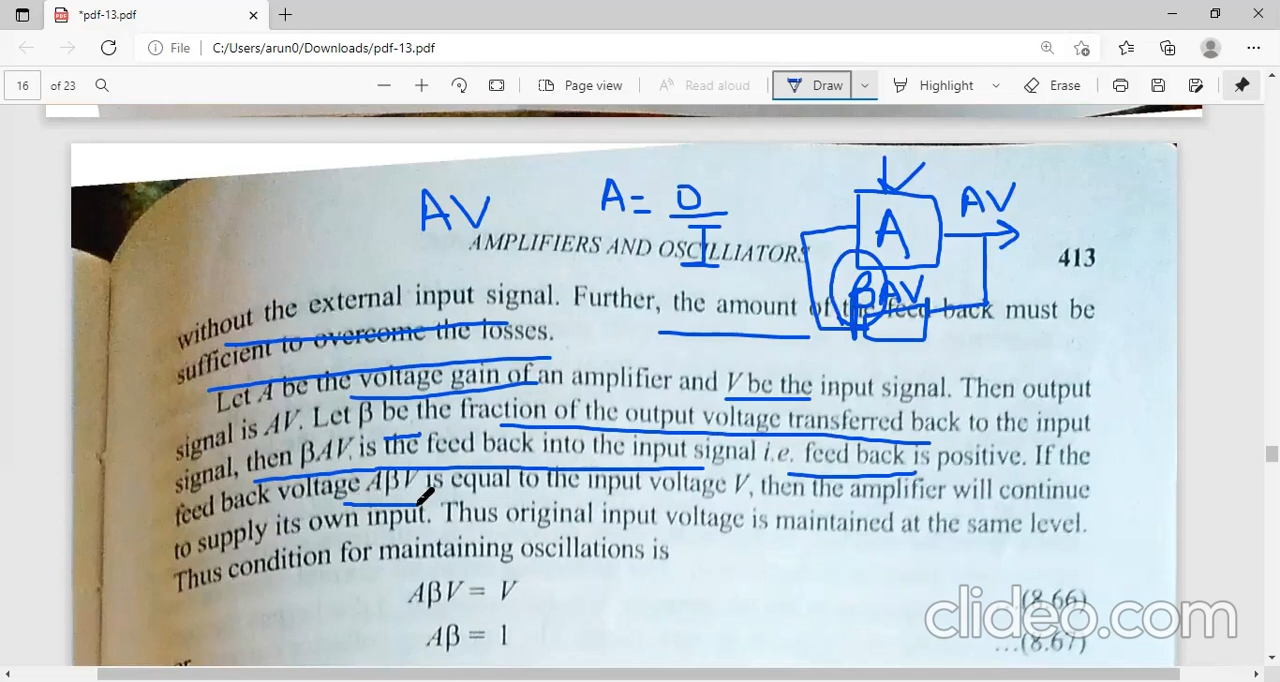 *pdf-13.pdf
File C:/Users/arun0/Downloads/pdf-13.pdf
16 of 23 Page view Read aloud Draw Highlight Erase
AV A = O/I A AV
AMPLIFIERS AND OSCILLIATORS 413
βAV
without the external input signal. Further, the amount of the feed back must be
sufficient to overcome the losses.
Let A be the voltage gain of an amplifier and V be the input signal. Then output
signal is AV. Let β be the fraction of the output voltage transferred back to the input
signal, then βAV, is the feed back into the input signal i.e. feed back is positive. If the
feed back voltage AβV is equal to the input voltage V, then the amplifier will continue
to supply its own input. Thus original input voltage is maintained at the same level.
Thus condition for maintaining oscillations is
AβV = V ...(8.66)
Aβ = 1 ...(8.67)
clideo.com